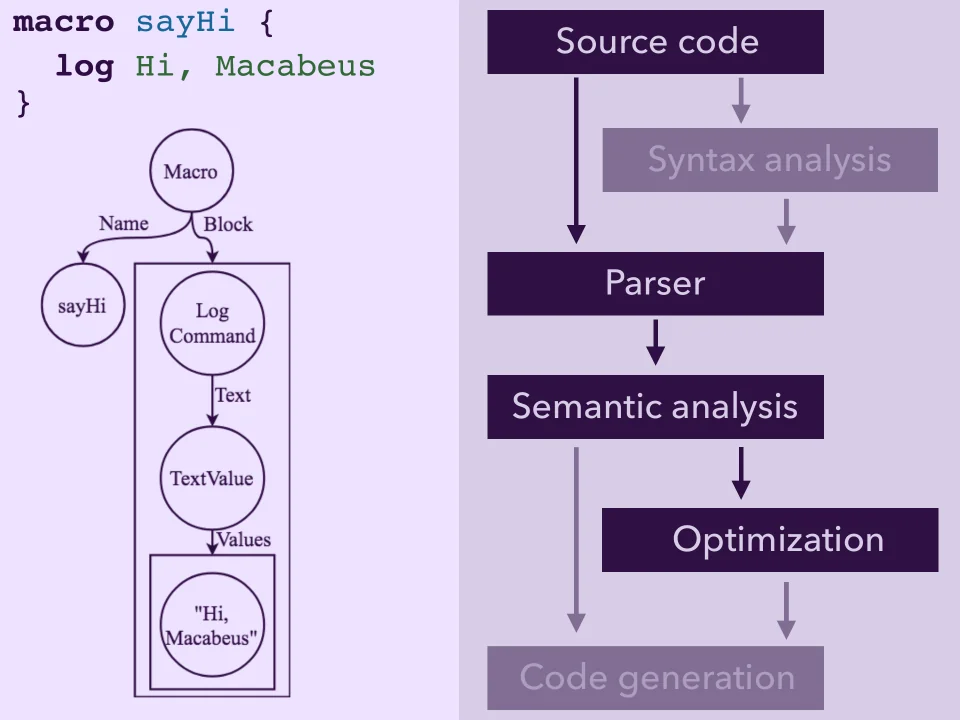 macro sayHi {
  log Hi, Macabeus
}
Macro
Name
Block
sayHi
Log
Command
Text
TextValue
Values
"Hi,
Macabeus"
Source code
Syntax analysis
Parser
Semantic analysis
Optimization
Code generation